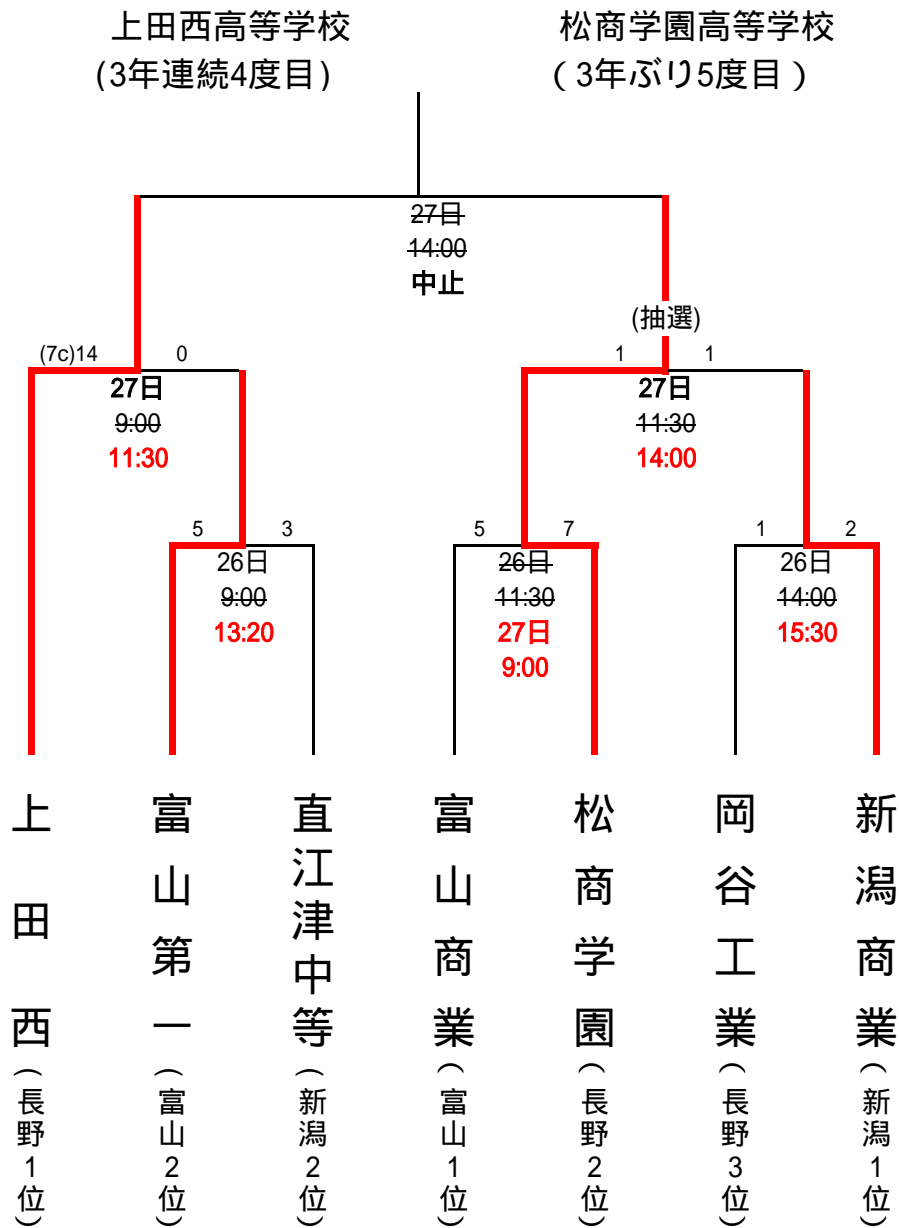 上田西高等学校
(3年連続4度目)
松商学園高等学校
(3年ぶり5度目)
27日
14:00
中止
(抽選)
(7c)14
0
27日
9:00
11:30
1
1
27日
11:30
14:00
5
3
26日
9:00
13:20
5
7
26日
11:30
27日
9:00
1
2
26日
14:00
15:30
上田西(長野1位)
富山第一(富山2位)
直江津中等(新潟2位)
富山商業(富山1位)
松商学園(長野2位)
岡谷工業(長野3位)
新潟商業(新潟1位)